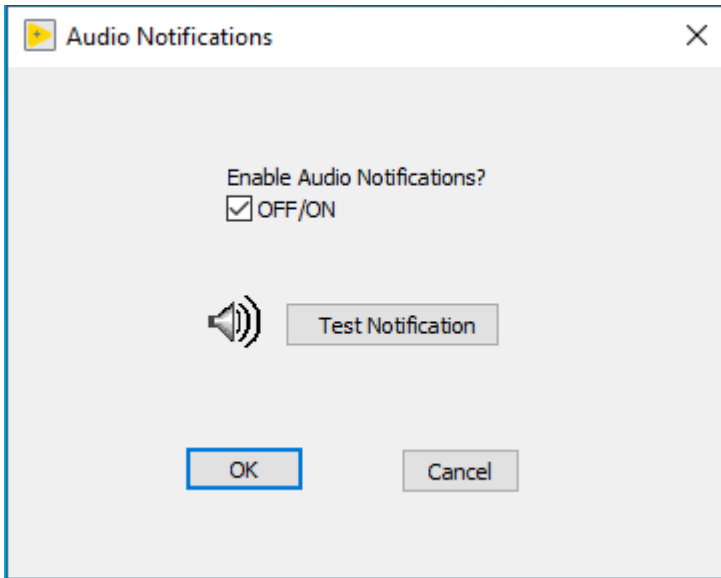 Audio Notifications
Enable Audio Notifications?
OFF/ON
Test Notification
OK
Cancel